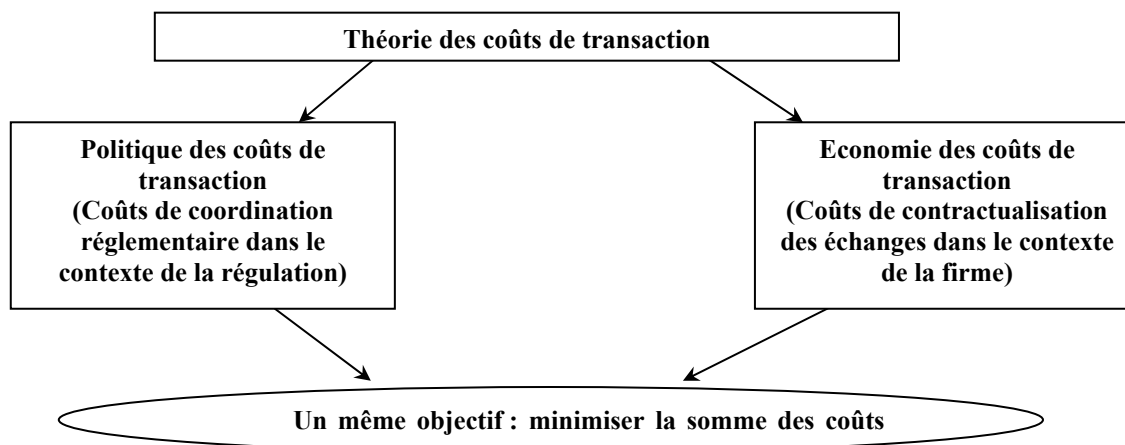 Théorie des coûts de transaction
Politique des coûts de
transaction
(Coûts de coordination
réglementaire dans le
contexte de la régulation)
Economie des coûts de
transaction
(Coûts de contractualisation
des échanges dans le contexte
de la firme)
Un même objectif : minimiser la somme des coûts